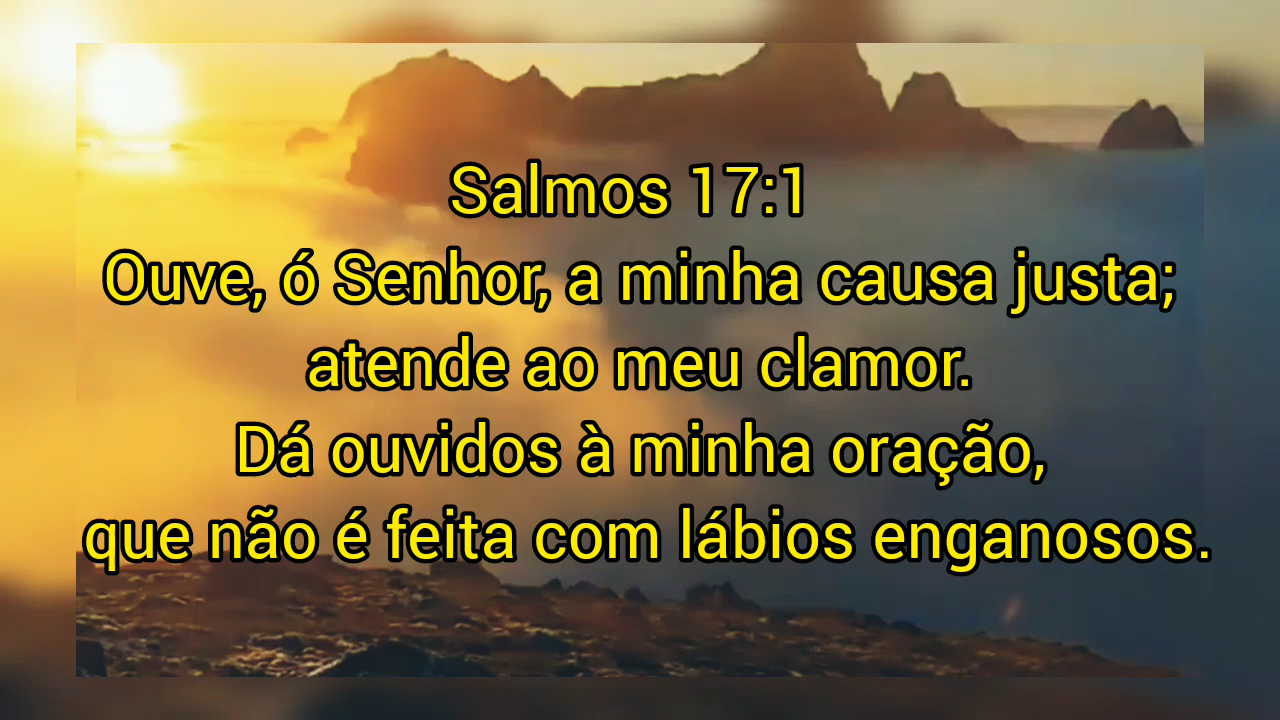 Salmos 17:1
Ouve, ó Senhor, a minha causa justa;
atende ao meu clamor.
Dá ouvidos à minha oração,
que não é feita com lábios enganosos.